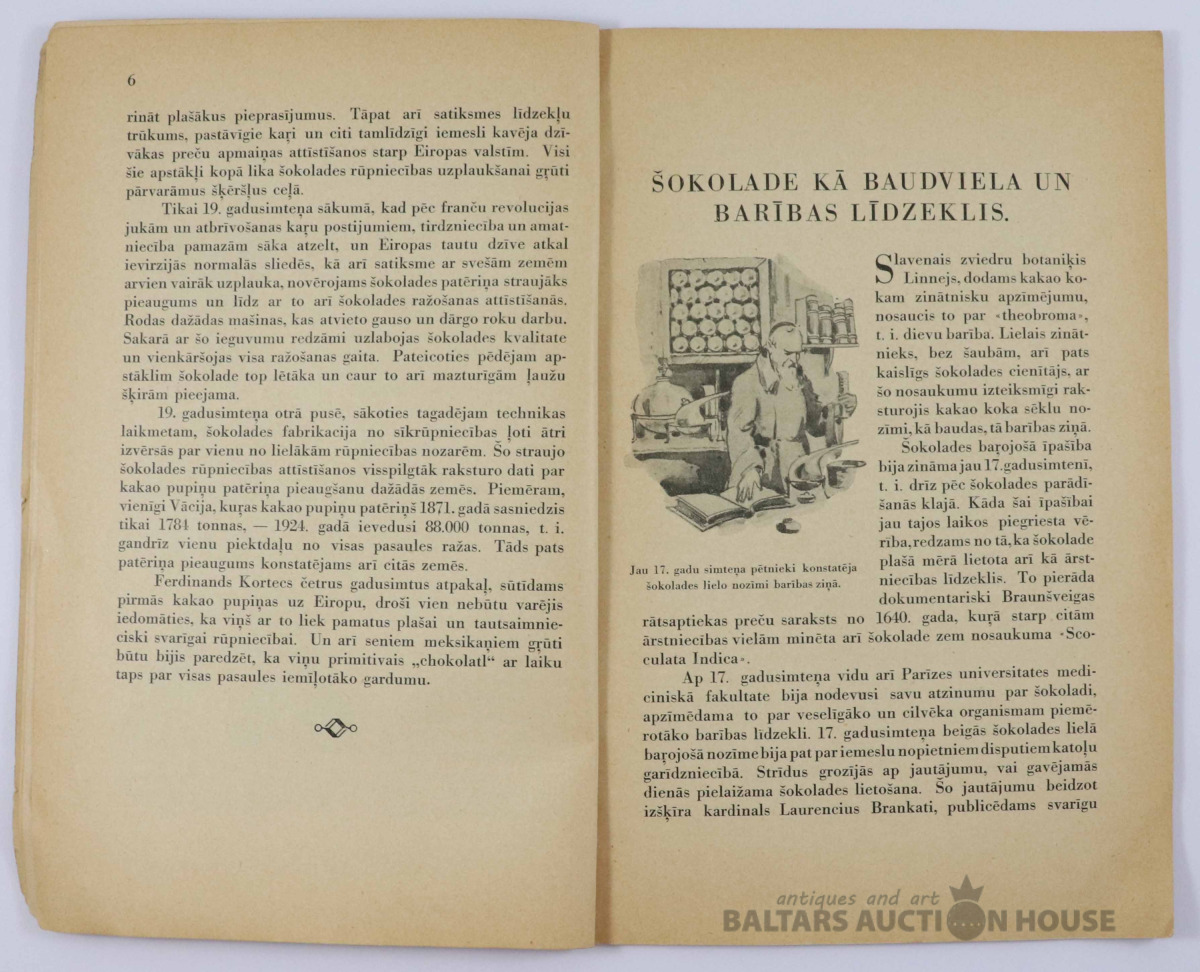 6
rināt plašākus pieprasījumus. Tāpat arī satiksmes līdzekļu
trūkums, pastāvīgie kaŗi un citi tamlīdzīgi iemesli kavēja dzī-
vākas preču apmaiņas attīstīšanos starp Eiropas valstīm. Visi
šie apstākļi kopā lika šokolades rūpniecības uzplaukšanai grūti
pārvarāmus šķēršļus ceļā.
Tikai 19. gadusimteņa sākumā, kad pēc franču revolucijas
jukām un atbrīvošanas kaŗu postijumiem, tirdzniecība un amat-
niecība pamazām sāka atzelt, un Eiropas tautu dzīve atkal
ievirzijās normalās sliedēs, kā arī satiksme ar svešām zemēm
arvien vairāk uzplauka, novērojams šokolades patēriņa straujāks
pieaugums un līdz ar to arī šokolades ražošanas attīstīšanās.
Rodas dažādas mašinas, kas atvieto gauso un dārgo roku darbu.
Sakarā ar šo ieguvumu redzāmi uzlabojas šokolades kvalitate
un vienkāršojas visa ražošanas gaita. Pateicoties pēdējam ap-
stāklim šokolade top lētāka un caur to arī mazturīgām ļaužu
šķirām pieejama.
19. gadusimteņa otrā pusē, sākoties tagadējam technikas
laikmetam, šokolades fabrikacija no sīkrūpniecības ļoti ātri
izvērsās par vienu no lielākām rūpniecības nozarēm. Šo straujo
šokolades rūpniecības attīstīšanos visspilgtāk raksturo dati par
kakao pupiņu patēriņa pieaugšanu dažādās zemēs. Piemēram,
vienīgi Vācija, kuŗas kakao pupiņu patēriņš 1871. gadā sasniedzis
tikai 1784 tonnas, — 1924. gadā ievedusi 88.000 tonnas, t. i.
gandrīz vienu piektdaļu no visas pasaules ražas. Tāds pats
patēriņa pieaugums konstatējams arī citās zemēs.
Ferdinands Kortecs četrus gadusimtus atpakaļ, sūtīdams
pirmās kakao pupiņas uz Eiropu, droši vien nebūtu varējis
iedomāties, ka viņš ar to liek pamatus plašai un tautsaimnie-
ciski svarīgai rūpniecībai. Un arī seniem meksikaņiem grūti
būtu bijis paredzēt, ka viņu primitivais „chokolatl“ ar laiku
taps par visas pasaules iemīļotāko gardumu.
ŠOKOLADE KĀ BAUDVIELA UN
BARĪBAS LĪDZEKLIS.
Slavenais zviedru botaniķis
Linnejs, dodams kakao ko-
kam zinātnisku apzīmējumu,
nosaucis to par «theobroma»,
t. i. dievu barība. Lielais zināt-
nieks, bez šaubām, arī pats
kaislīgs šokolades cienītājs, ar
šo nosaukumu izteiksmīgi rak-
sturojis kakao koka sēklu no-
zīmi, kā baudas, tā barības ziņā.
Šokolades baŗojošā īpašība
bija zināma jau 17. gadusimtenī,
t. i. drīz pēc šokolades parādī-
šanās klajā. Kāda šai īpašībai
jau tajos laikos piegriesta vē-
rība, redzams no tā, ka šokolade
plašā mērā lietota arī kā ārst-
niecības līdzeklis. To pierāda
dokumentariski Braunšveigas
rātsaptiekas preču saraksts no 1640. gada, kuŗā starp citām
ārstniecības vielām minēta arī šokolade zem nosaukuma «Sco-
culata Indica».
Jau 17. gadu simteņa pētnieki konstatēja
šokolades lielo nozīmi barības ziņā.
Ap 17. gadusimteņa vidu arī Parīzes universitates medi-
ciniskā fakultate bija nodevusi savu atzinumu par šokoladi,
apzīmēdama to par veselīgāko un cilvēka organismam piemē-
rotāko barības līdzekli. 17. gadusimteņa beigās šokolades lielā
baŗojošā nozīme bija pat par iemeslu nopietniem disputiem katoļu
garīdzniecībā. Strīdus grozījās ap jautājumu, vai gavējamās
dienās pielaižama šokolades lietošana. Šo jautājumu beidzot
izšķīra kardinals Laurencius Brankati, publicēdams svarīgu
antiques and art
BALTARS AUCTION HOUSE